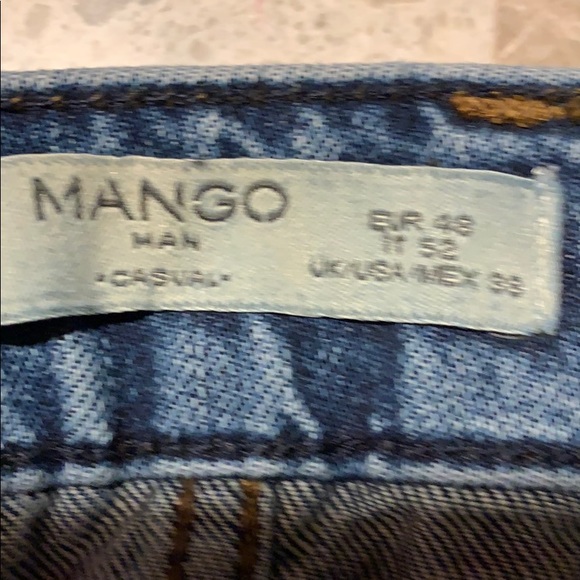 MANGO
MAN
•CASUAL•
EUR 48
IT 52
UK/USA/MEX 38